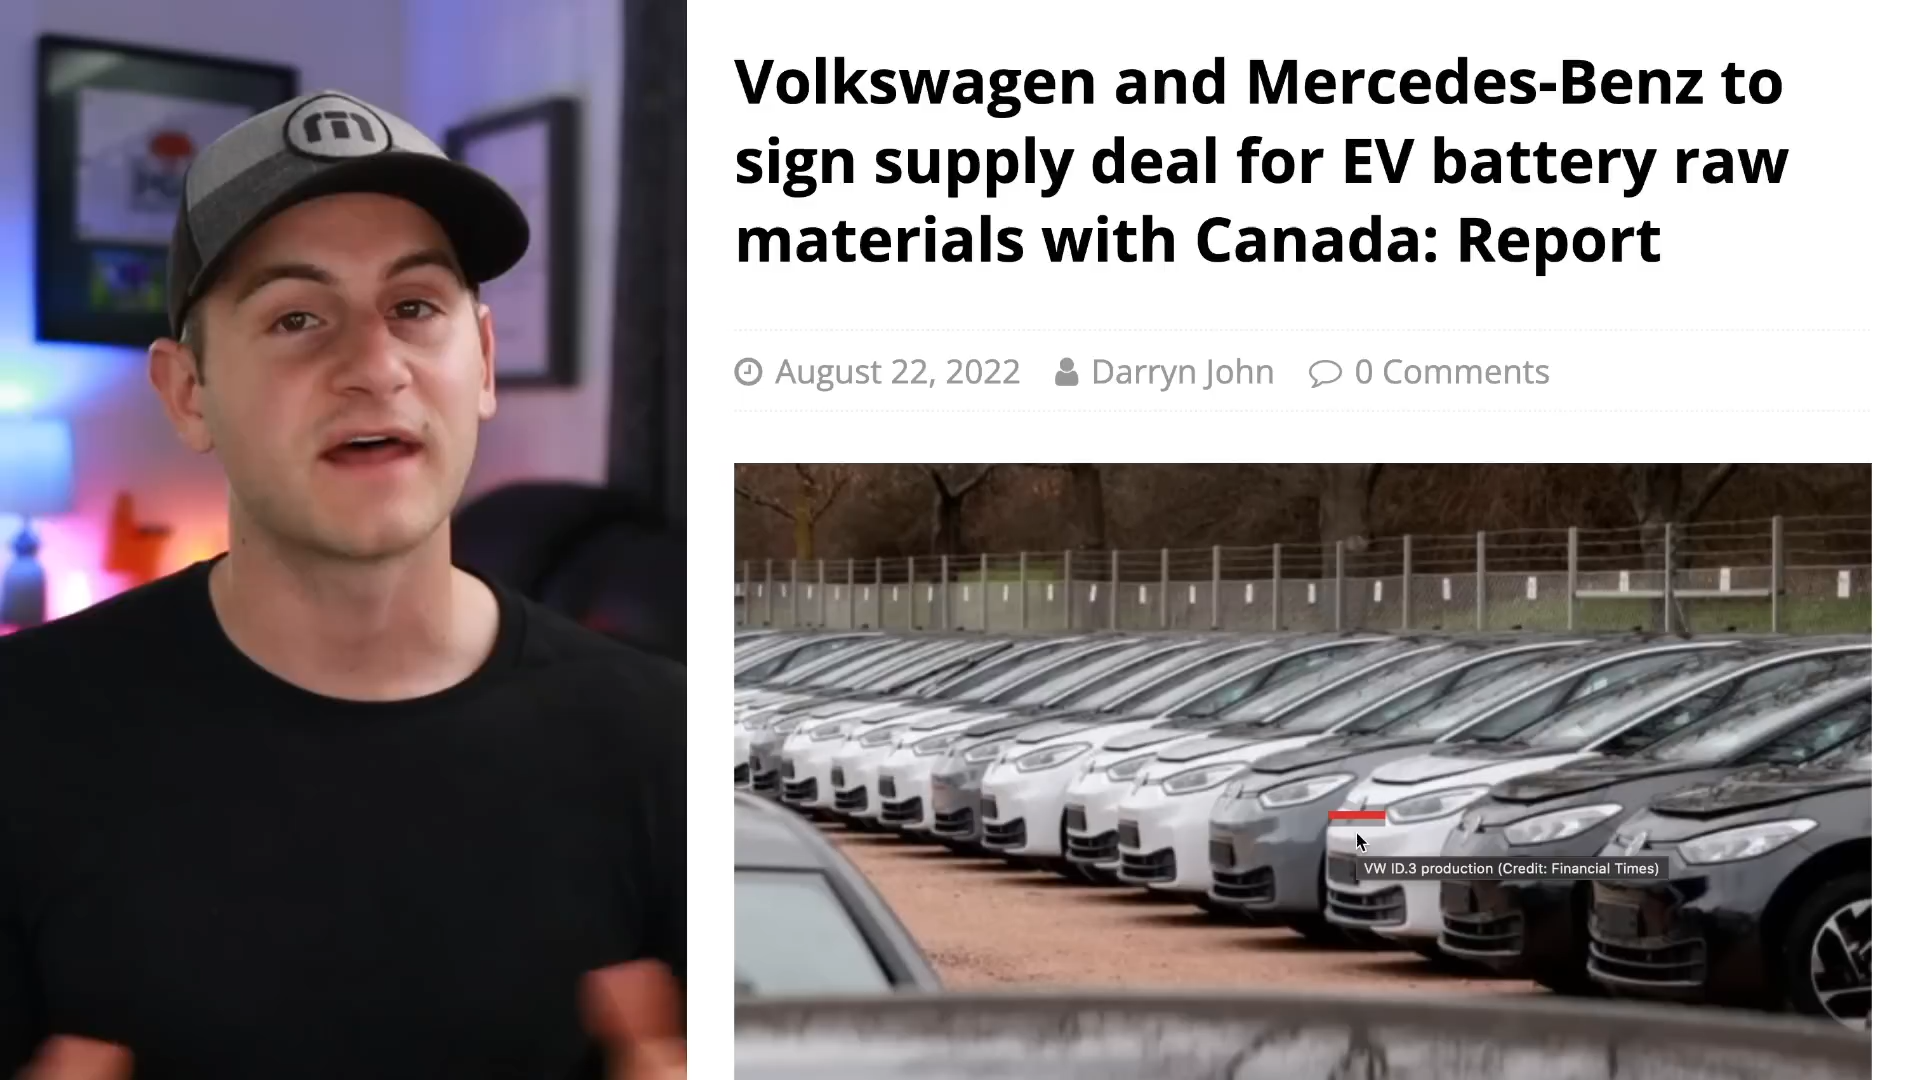 Volkswagen and Mercedes-Benz to
sign supply deal for EV battery raw
materials with Canada: Report
August 22, 2022 Darryn John 0 Comments
VW ID.3 production (Credit: Financial Times)